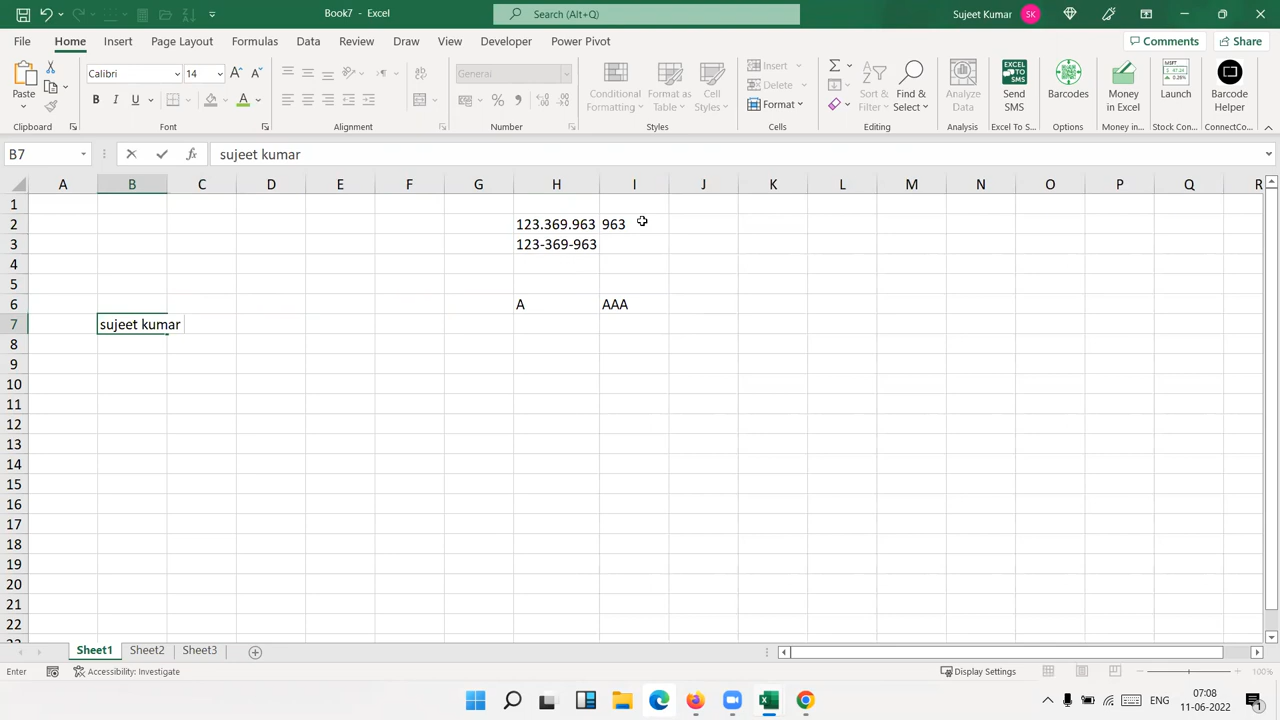 Book7 - Excel
Search (Alt+Q)
Sujeet Kumar
SK
File Home Insert Page Layout Formulas Data Review View Developer Power Pivot
Comments
Share
Paste
Calibri
14
General
Conditional Formatting
Format as Table
Cell Styles
Insert
Delete
Format
Sort & Filter
Find & Select
Analyze Data
Send SMS
Barcodes
Money in Excel
Launch
Barcode Helper
Clipboard
Font
Alignment
Number
Styles
Cells
Editing
Analysis
Excel To S...
Options
Money in...
Stock Con...
ConnectCo...
B7
fx
sujeet kumar
A B C D E F G H I J K L M N O P Q R
1
2 123.369.963 963
3 123-369-963
4
5
6 A AAA
7 sujeet kumar
8
9
10
11
12
13
14
15
16
17
18
19
20
21
22
Sheet1 Sheet2 Sheet3
Enter
Accessibility: Investigate
Display Settings
100%
ENG
07:08
11-06-2022